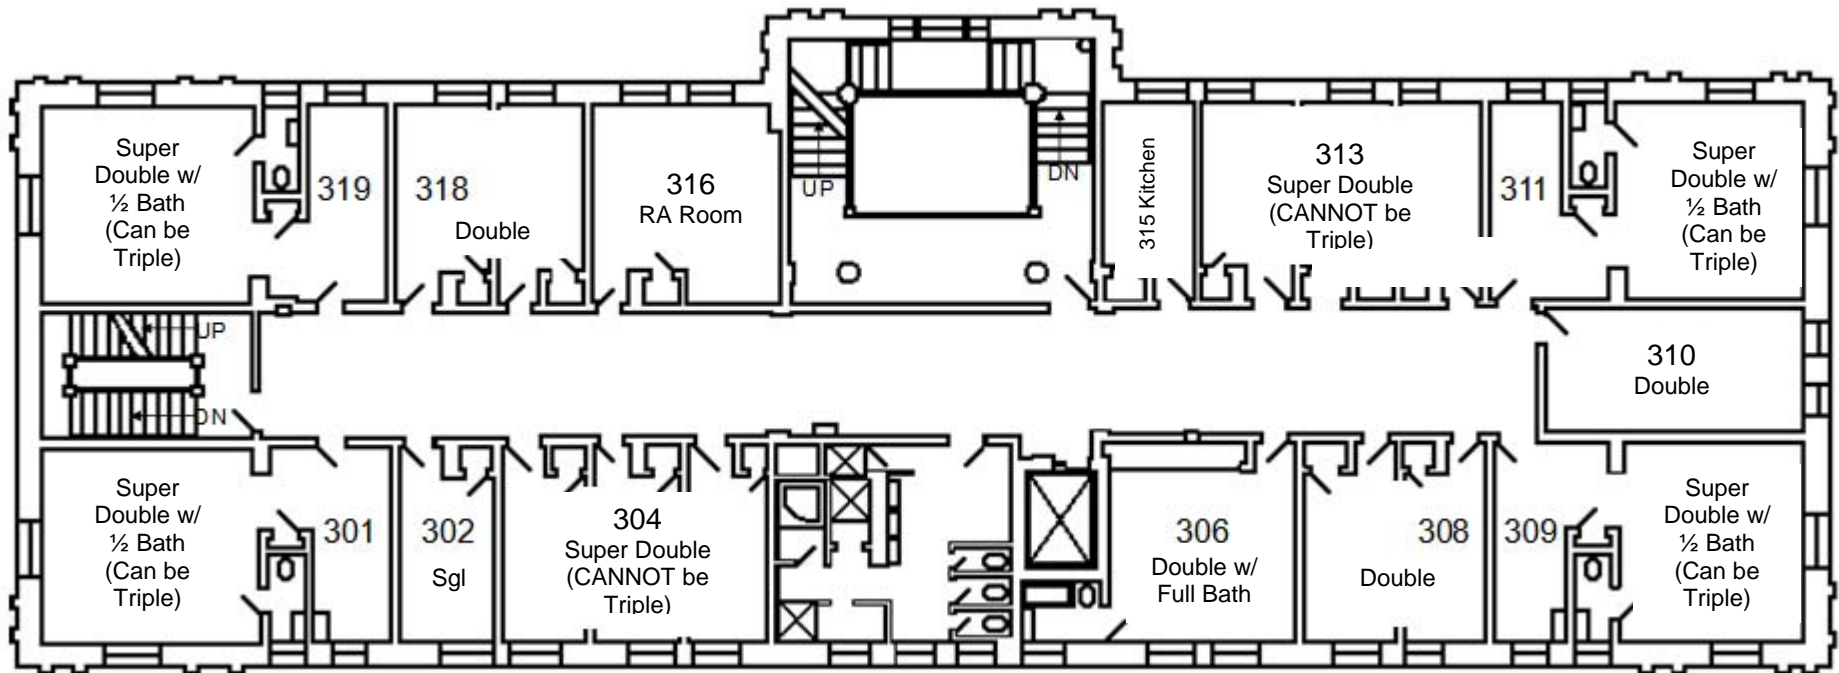 Super
Double w/
½ Bath
(Can be
Triple)
319
318
Double
316
RA Room
UP
DN
315 Kitchen
313
Super Double
(CANNOT be
Triple)
311
Super
Double w/
½ Bath
(Can be
Triple)
UP
DN
310
Double
Super
Double w/
½ Bath
(Can be
Triple)
301
302
Sgl
304
Super Double
(CANNOT be
Triple)
306
Double w/
Full Bath
308
Double
309
Super
Double w/
½ Bath
(Can be
Triple)